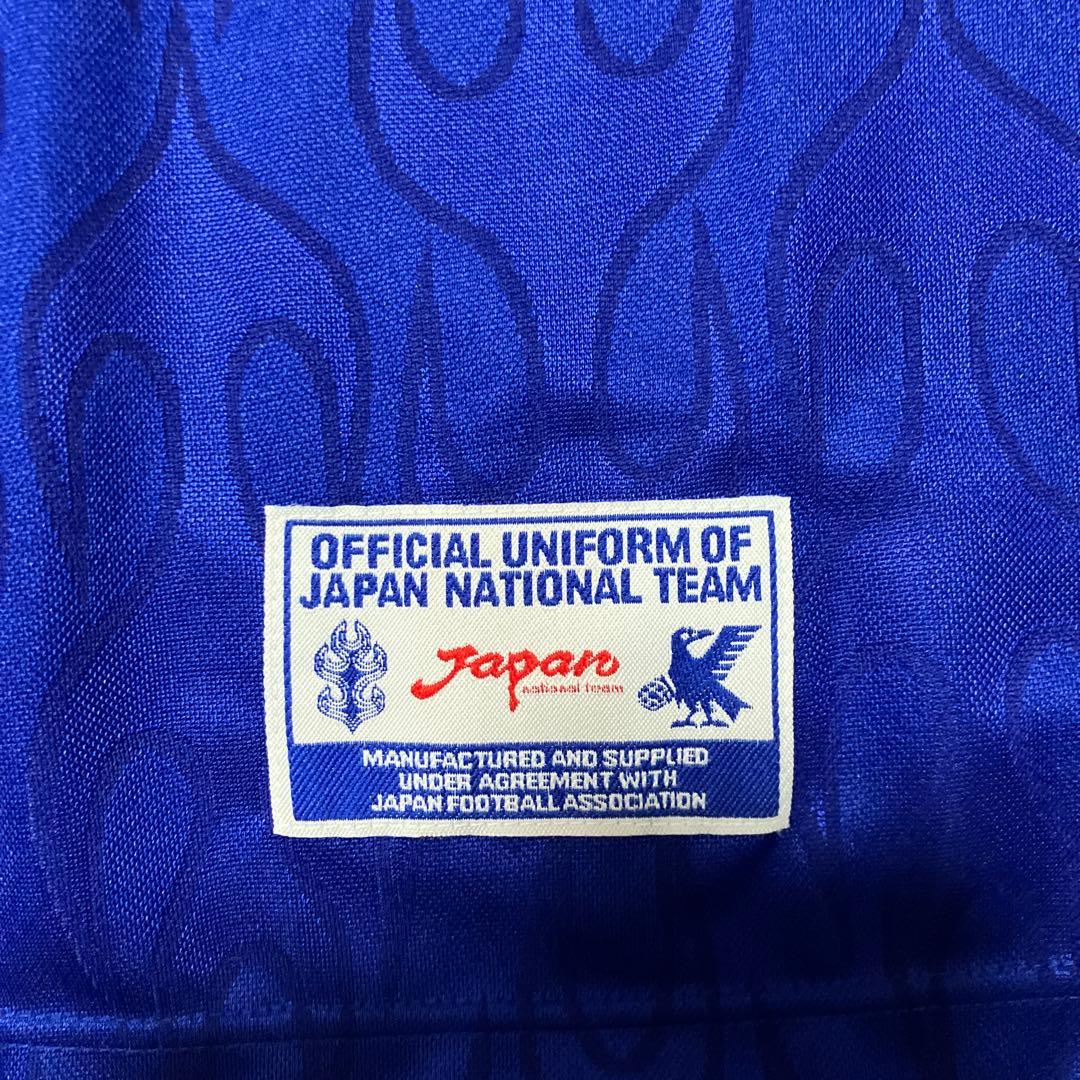 OFFICIAL UNIFORM OF
JAPAN NATIONAL TEAM
Japan
national team
MANUFACTURED AND SUPPLIED
UNDER AGREEMENT WITH
JAPAN FOOTBALL ASSOCIATION